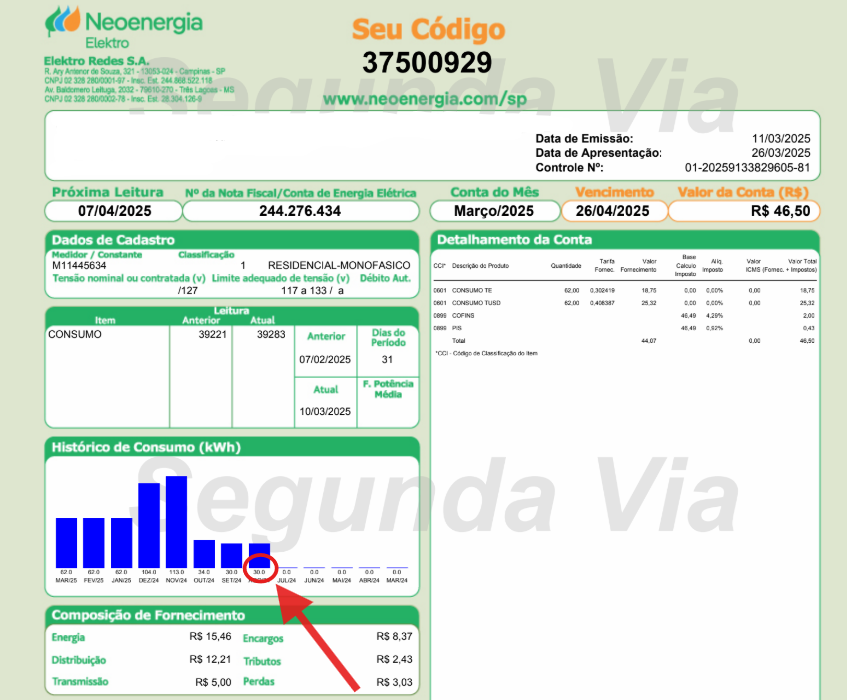 Neoenergia
Elektro
Seu Código
37500929
Elektro Redes S.A.
R. Ary Antenor de Souza, 321 - 13053-024 - Campinas - SP
CNPJ 02 328 280/0001-97 - Insc. Est. 244.668.522.118
Av. Baldomero Leituga, 2032 - 79610-270 - Três Lagoas - MS
CNPJ 02 328 280/0002-78 - Insc. Est. 28.304.126-9
www.neoenergia.com/sp
Segunda Via
Data de Emissão: 11/03/2025
Data de Apresentação: 26/03/2025
Controle Nº: 01-20259133829605-81
Próxima Leitura Nº da Nota Fiscal/Conta de Energia Elétrica Conta do Mês Vencimento Valor da Conta (R$)
07/04/2025 244.276.434 Março/2025 26/04/2025 R$ 46,50
Dados de Cadastro
Medidor / Constante Classificação
M11445634 1 RESIDENCIAL-MONOFASICO
Tensão nominal ou contratada (v) Limite adequado de tensão (v) Débito Aut.
/127 117 a 133 / a
Leitura
Item Anterior Atual
CONSUMO 39221 39283
Anterior Dias do Período
07/02/2025 31
Atual F. Potência Média
10/03/2025
Detalhamento da Conta
CCI* Descrição do Produto Quantidade Tarifa Fornec. Valor Fornecimento Base Calculo Imposto Aliq. Imposto Valor ICMS Valor Total (Fornec. + Impostos)
0601 CONSUMO TE 62,00 0,302419 18,75 0,00 0,00% 0,00 18,75
0601 CONSUMO TUSD 62,00 0,408387 25,32 0,00 0,00% 0,00 25,32
0899 COFINS 46,49 4,29% 2,00
0899 PIS 46,49 0,92% 0,43
Total 44,07 0,00 46,50
*CCI - Código de Classificação do Item
Histórico de Consumo (kWh)
Segunda Via
62.0 62.0 62.0 104.0 113.0 34.0 30.0 30.0 0.0 0.0 0.0 0.0 0.0
MAR/25 FEV/25 JAN/25 DEZ/24 NOV/24 OUT/24 SET/24 JUL/24 JUN/24 MAI/24 ABR/24 MAR/24
Composição de Fornecimento
Energia R$ 15,46 Encargos R$ 8,37
Distribuição R$ 12,21 Tributos R$ 2,43
Transmissão R$ 5,00 Perdas R$ 3,03